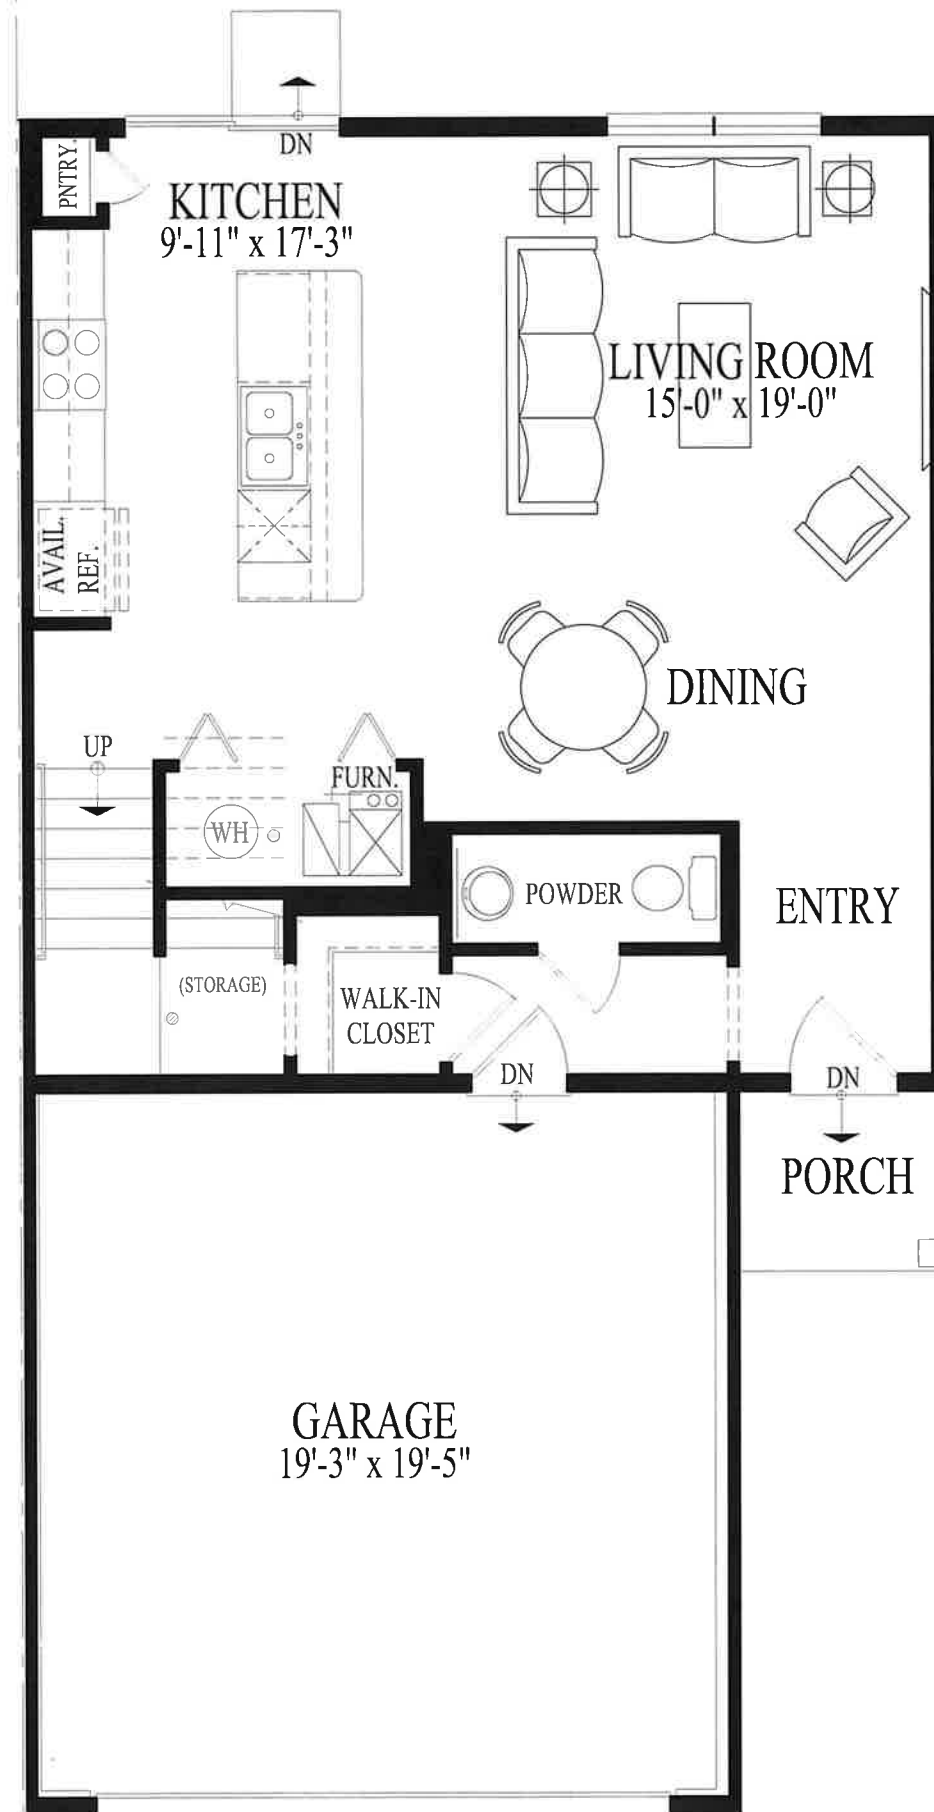 DN
PNTRY.
KITCHEN
9'-11" x 17'-3"
LIVING ROOM
15'-0" x 19'-0"
AVAIL.
REF.
DINING
UP
FURN.
WH
POWDER
ENTRY
(STORAGE)
WALK-IN
CLOSET
DN
DN
PORCH
GARAGE
19'-3" x 19'-5"